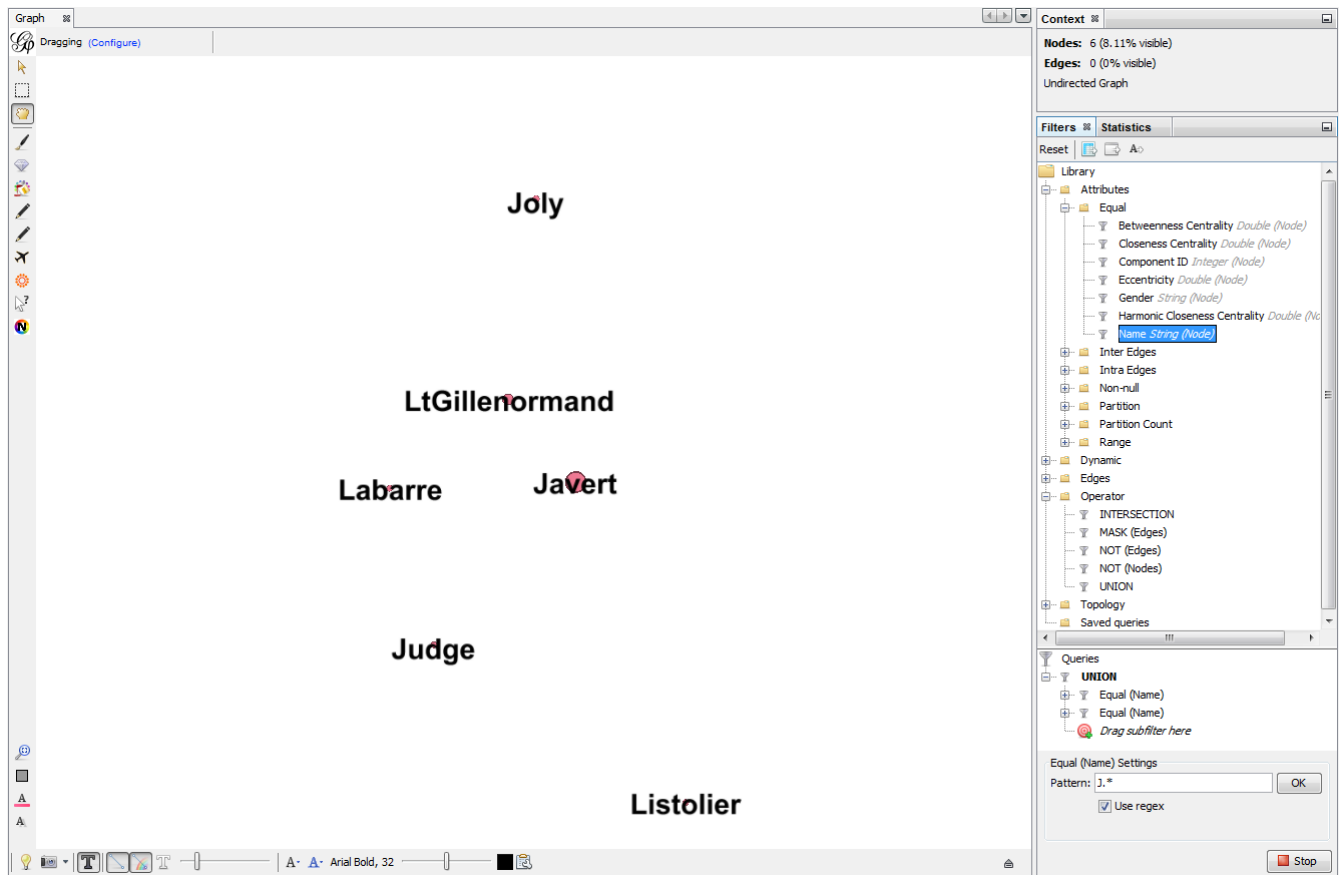 Graph
Dragging (Configure)
Joly
LtGillenormand
Labarre
Javert
Judge
Listolier
T
T
A- A- Arial Bold, 32
Context
Nodes: 6 (8.11% visible)
Edges: 0 (0% visible)
Undirected Graph
Filters Statistics
Reset
Library
Attributes
Equal
Betweenness Centrality Double (Node)
Closeness Centrality Double (Node)
Component ID Integer (Node)
Eccentricity Double (Node)
Gender String (Node)
Harmonic Closeness Centrality Double (No
Name String (Node)
Inter Edges
Intra Edges
Non-null
Partition
Partition Count
Range
Dynamic
Edges
Operator
INTERSECTION
MASK (Edges)
NOT (Edges)
NOT (Nodes)
UNION
Topology
Saved queries
Queries
UNION
Equal (Name)
Equal (Name)
Drag subfilter here
Equal (Name) Settings
Pattern: J.* OK
Use regex
Stop